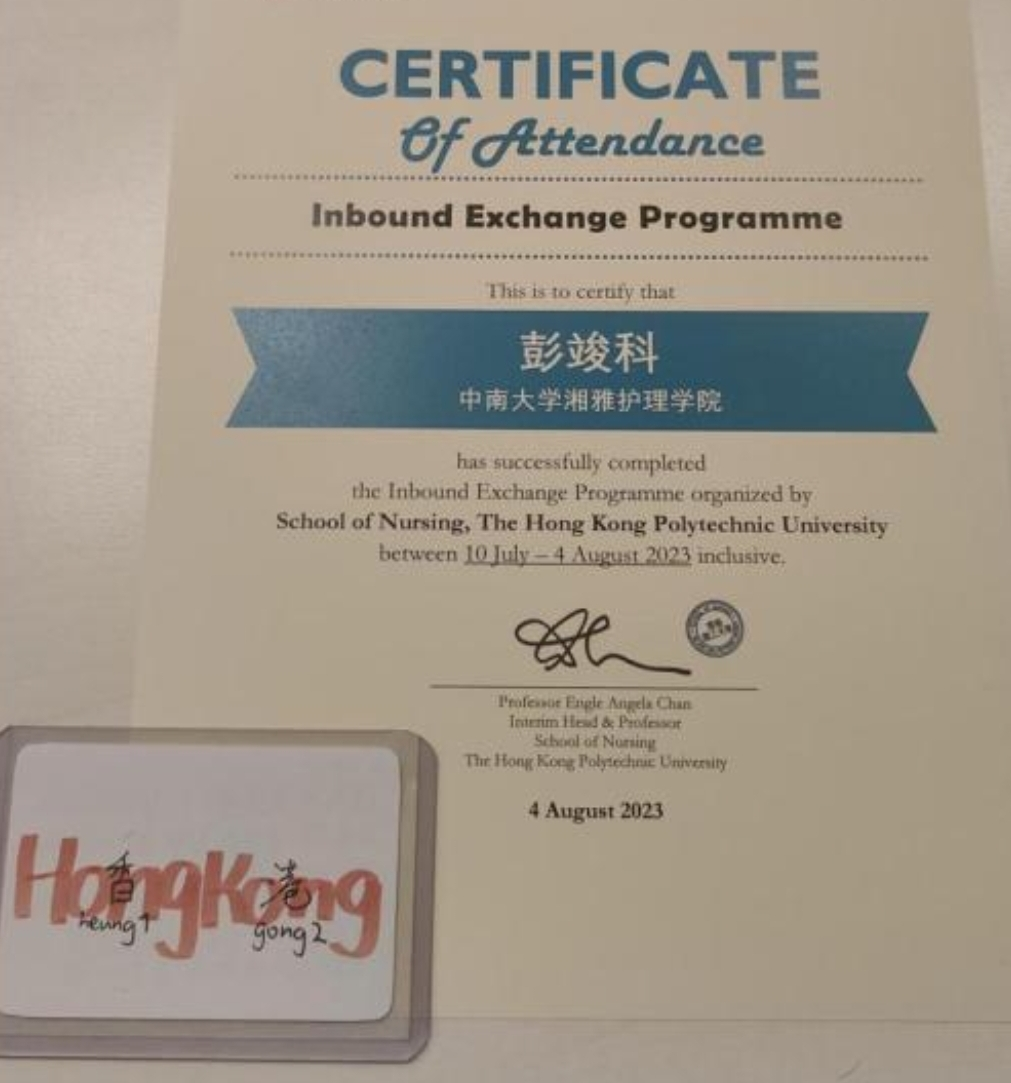 CERTIFICATE
Of Attendance
Inbound Exchange Programme
This is to certify that
彭竣科
中南大学湘雅护理学院
has successfully completed
the Inbound Exchange Programme organized by
School of Nursing, The Hong Kong Polytechnic University
between 10 July – 4 August 2023 inclusive.
Professor Engle Angela Chan
Interim Head & Professor
School of Nursing
The Hong Kong Polytechnic University
4 August 2023
HongKong
香 港
heung1 gong2